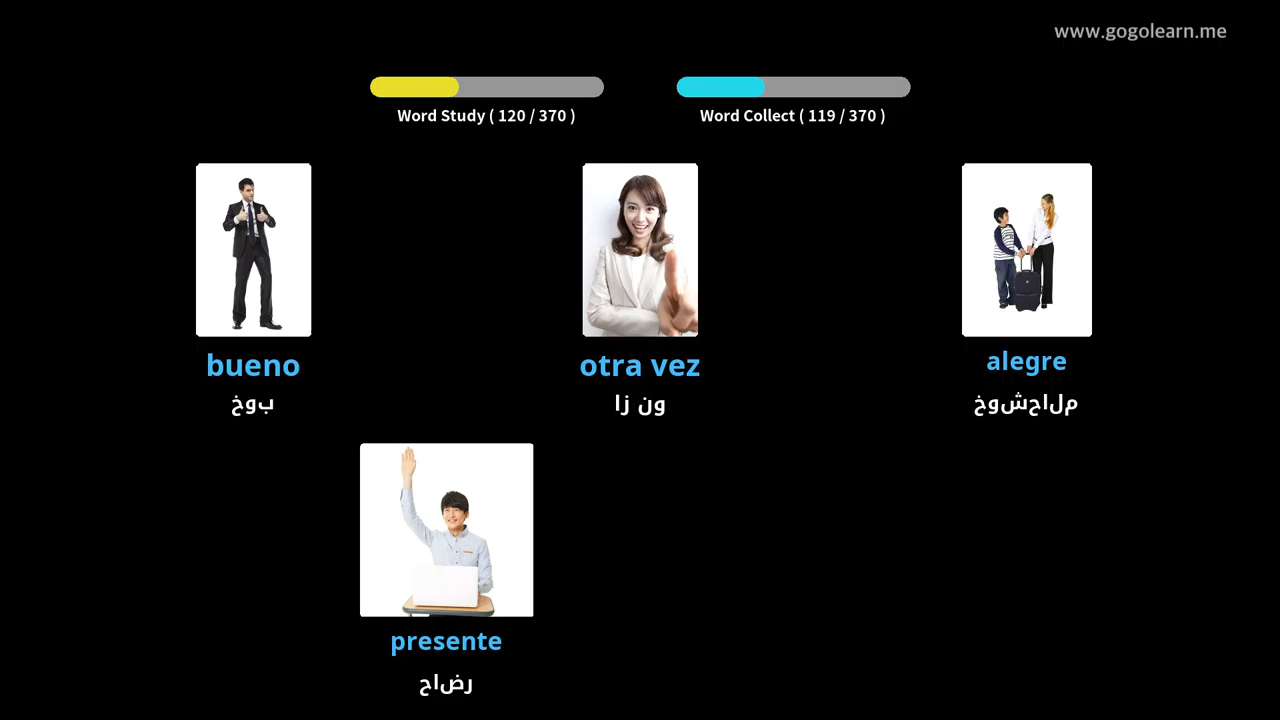 www.gogolearn.me
Word Study ( 120 / 370 )
Word Collect ( 119 / 370 )
bueno
بوخ
otra vez
ون زا
alegre
ملاحشوخ
presente
رضاح